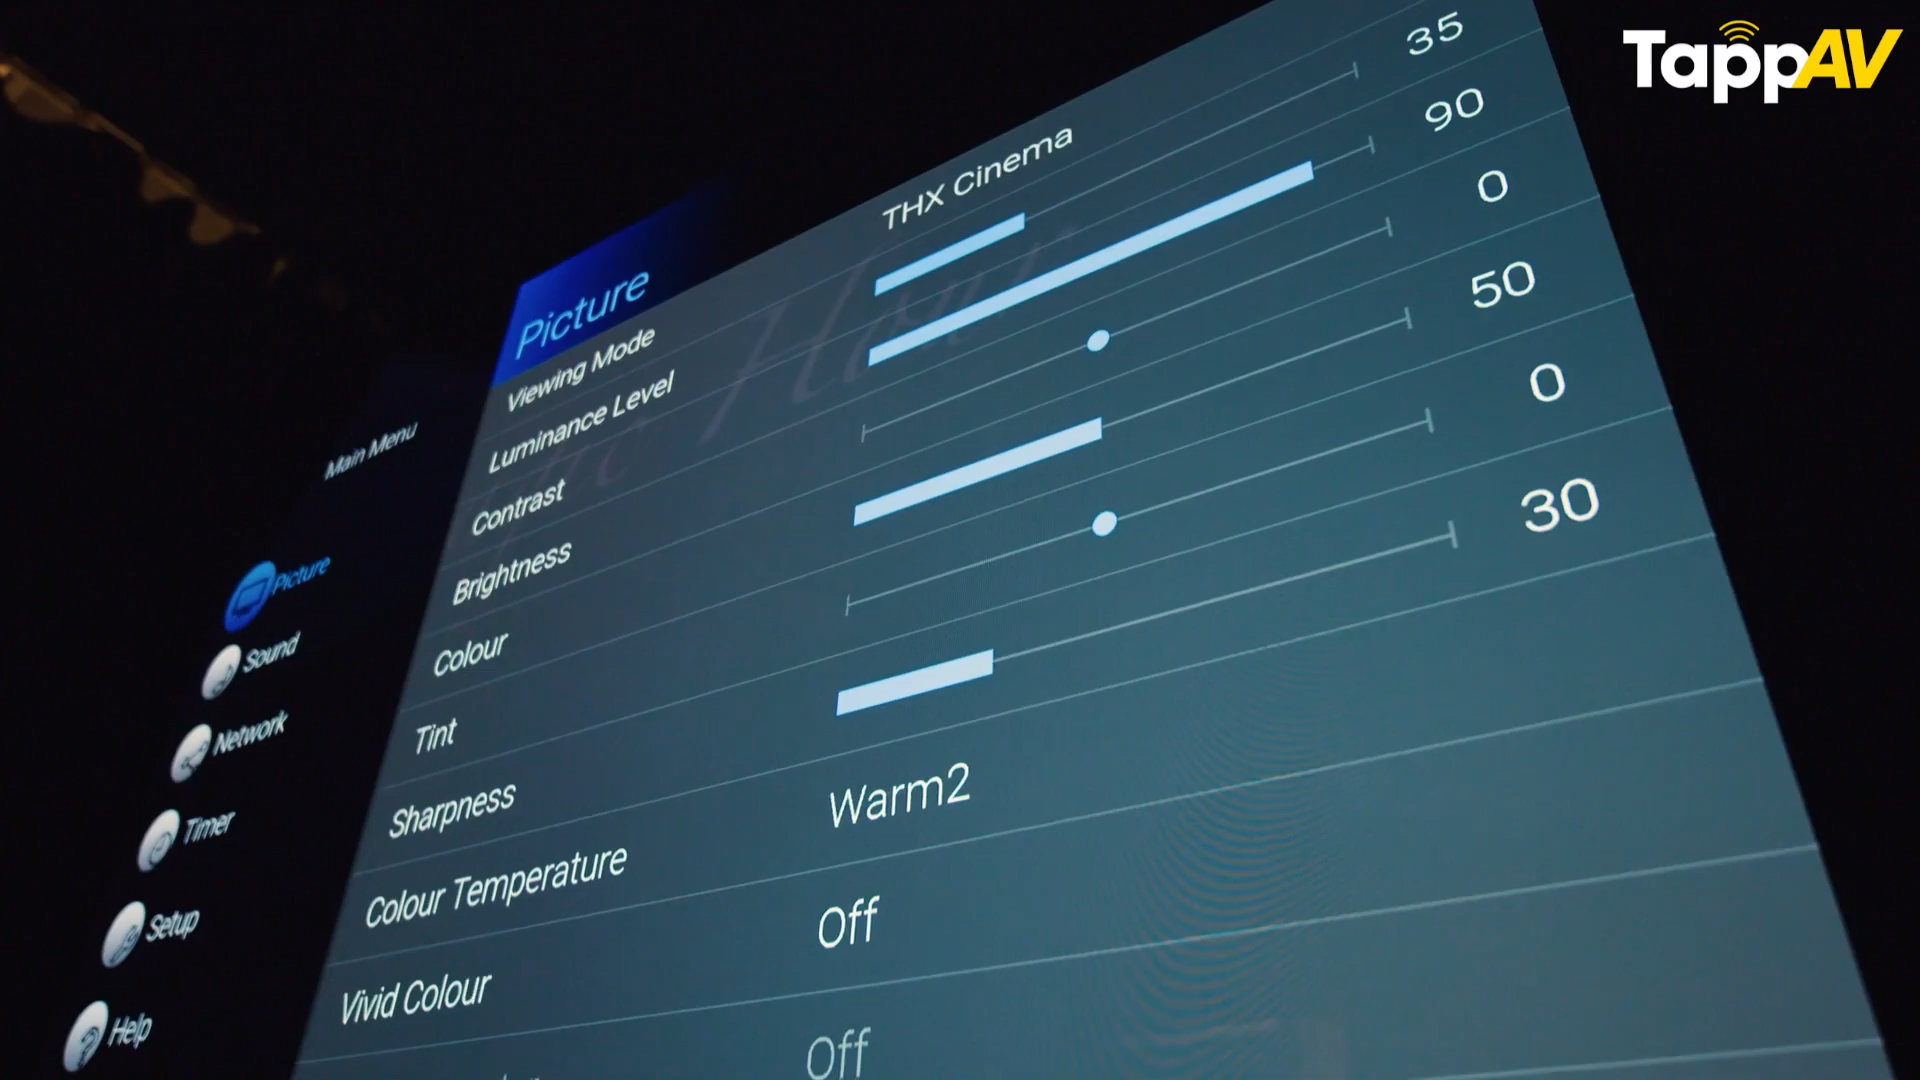 TappAV
Main Menu
Picture
Sound
Network
Timer
Setup
Help
Picture
Viewing Mode THX Cinema
Luminance Level 35
Contrast 90
Brightness 0
Colour 50
Tint 0
Sharpness 30
Colour Temperature Warm2
Vivid Colour Off
Off